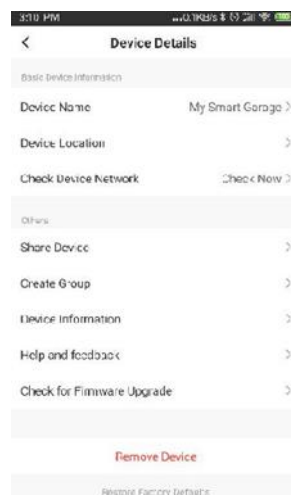 3:10 PM ...0.1KB/s
Device Details
Basic Device Information
Device Name My Smart Garage >
Device Location >
Check Device Network Check Now >
Others
Share Device >
Create Group >
Device Information >
Help and feedback >
Check for Firmware Upgrade >
Remove Device
Restore Factory Defaults